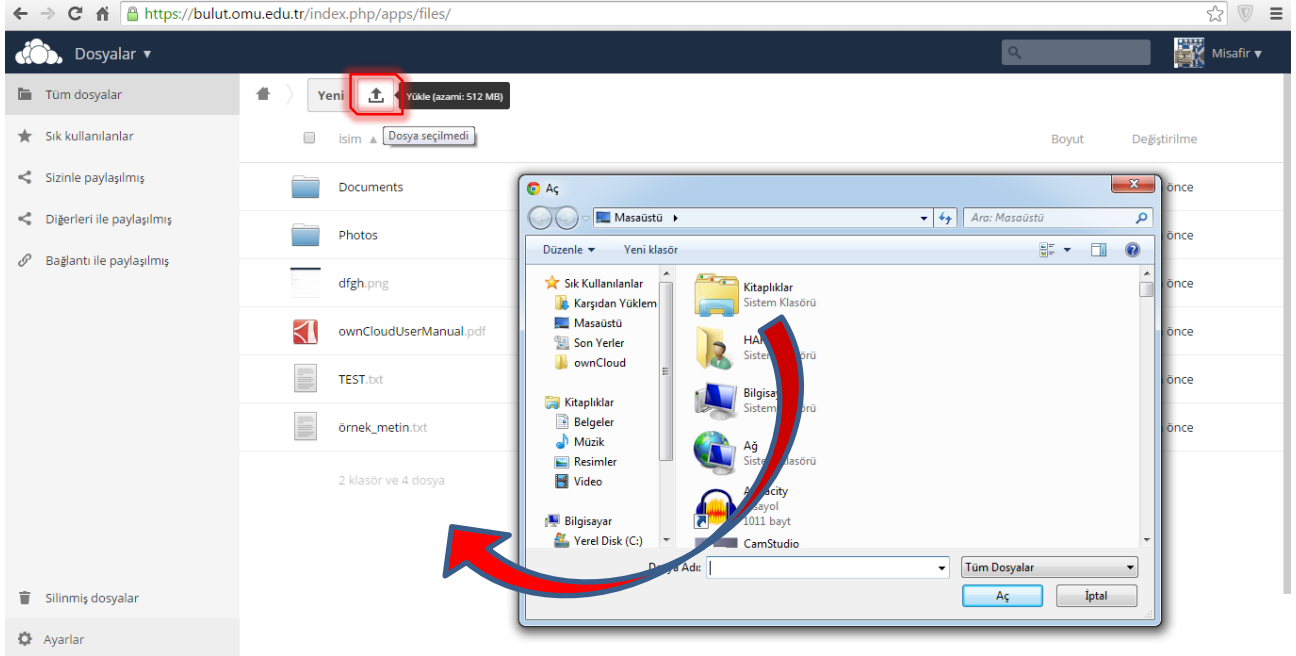 https://bulut.omu.edu.tr/index.php/apps/files/
Dosyalar ▾
Misafir ▾
Tüm dosyalar
Sık kullanılanlar
Sizinle paylaşılmış
Diğerleri ile paylaşılmış
Bağlantı ile paylaşılmış
Silinmiş dosyalar
Ayarlar
Yeni
Yükle (azami: 512 MB)
Dosya seçilmedi
isim ▲
Boyut
Değiştirilme
Documents
önce
Photos
önce
dfgh.png
önce
ownCloudUserManual.pdf
önce
TEST.txt
önce
örnek_metin.txt
önce
2 klasör ve 4 dosya
Aç
Masaüstü
Ara: Masaüstü
Düzenle
Yeni klasör
Sık Kullanılanlar
Karşıdan Yüklem
Masaüstü
Son Yerler
ownCloud
Kitaplıklar
Belgeler
Müzik
Resimler
Video
Bilgisayar
Yerel Disk (C:)
Kitaplıklar
Sistem Klasörü
Bilgisayar
Sistem Klasörü
Ağ
Sistem Klasörü
Audacity
Kısayol
1011 bayt
CamStudio
Dosya Adı:
Tüm Dosyalar
Aç
İptal